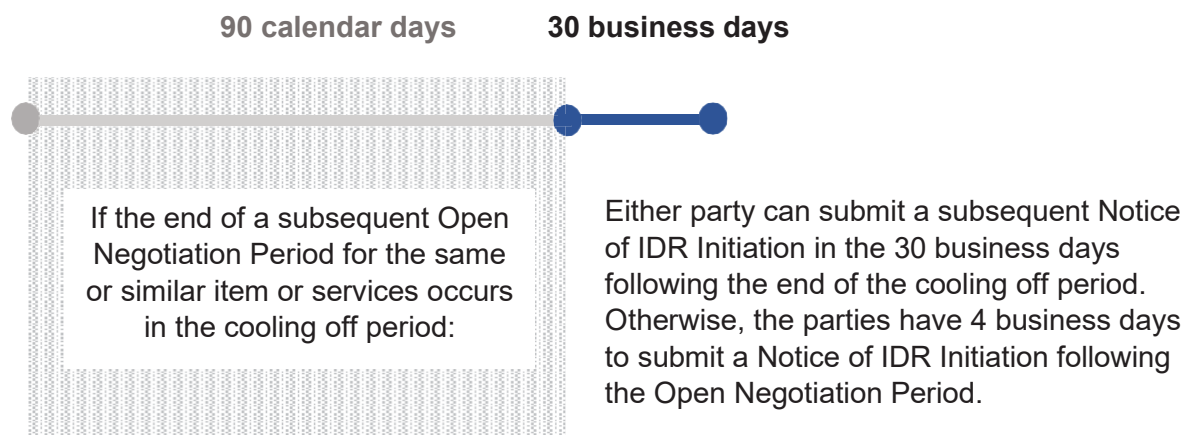 90 calendar days 30 business days
If the end of a subsequent Open
Negotiation Period for the same
or similar item or services occurs
in the cooling off period:
Either party can submit a subsequent Notice
of IDR Initiation in the 30 business days
following the end of the cooling off period.
Otherwise, the parties have 4 business days
to submit a Notice of IDR Initiation following
the Open Negotiation Period.